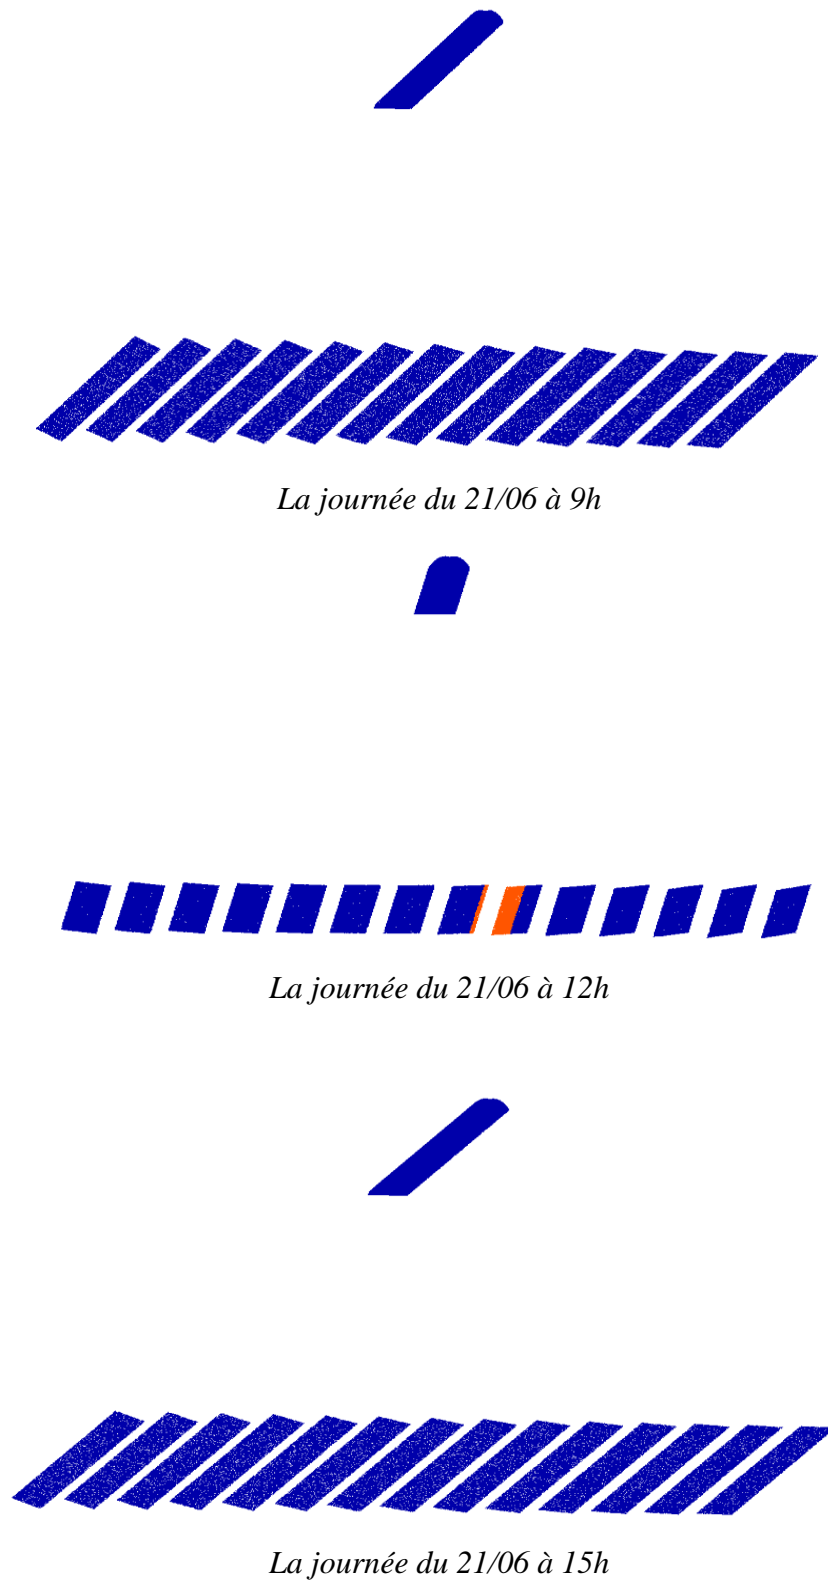 La journée du 21/06 à 9h
La journée du 21/06 à 12h
La journée du 21/06 à 15h